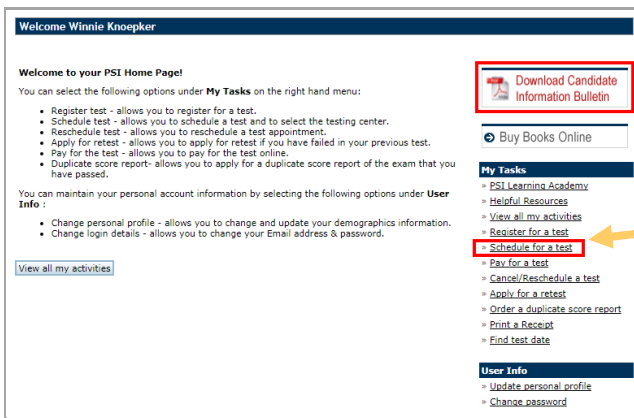 Welcome Winnie Knoepker
Welcome to your PSI Home Page!
You can select the following options under My Tasks on the right hand menu:
• Register test - allows you to register for a test.
• Schedule test - allows you to schedule a test and to select the testing center.
• Reschedule test - allows you to reschedule a test appointment.
• Apply for retest - allows you to apply for retest if you have failed in your previous test.
• Pay for the test - allows you to pay for the test online.
• Duplicate score report- allows you to apply for a duplicate score report of the exam that you
have passed.
You can maintain your personal account information by selecting the following options under User
Info :
• Change personal profile - allows you to change and update your demographics information.
• Change login details - allows you to change your Email address & password.
View all my activities
Download Candidate
Information Bulletin
Buy Books Online
My Tasks
» PSI Learning Academy
» Helpful Resources
» View all my activities
» Register for a test
» Schedule for a test
» Pay for a test
» Cancel/Reschedule a test
» Apply for a retest
» Order a duplicate score report
» Print a Receipt
» Find test date
User Info
» Update personal profile
» Change password